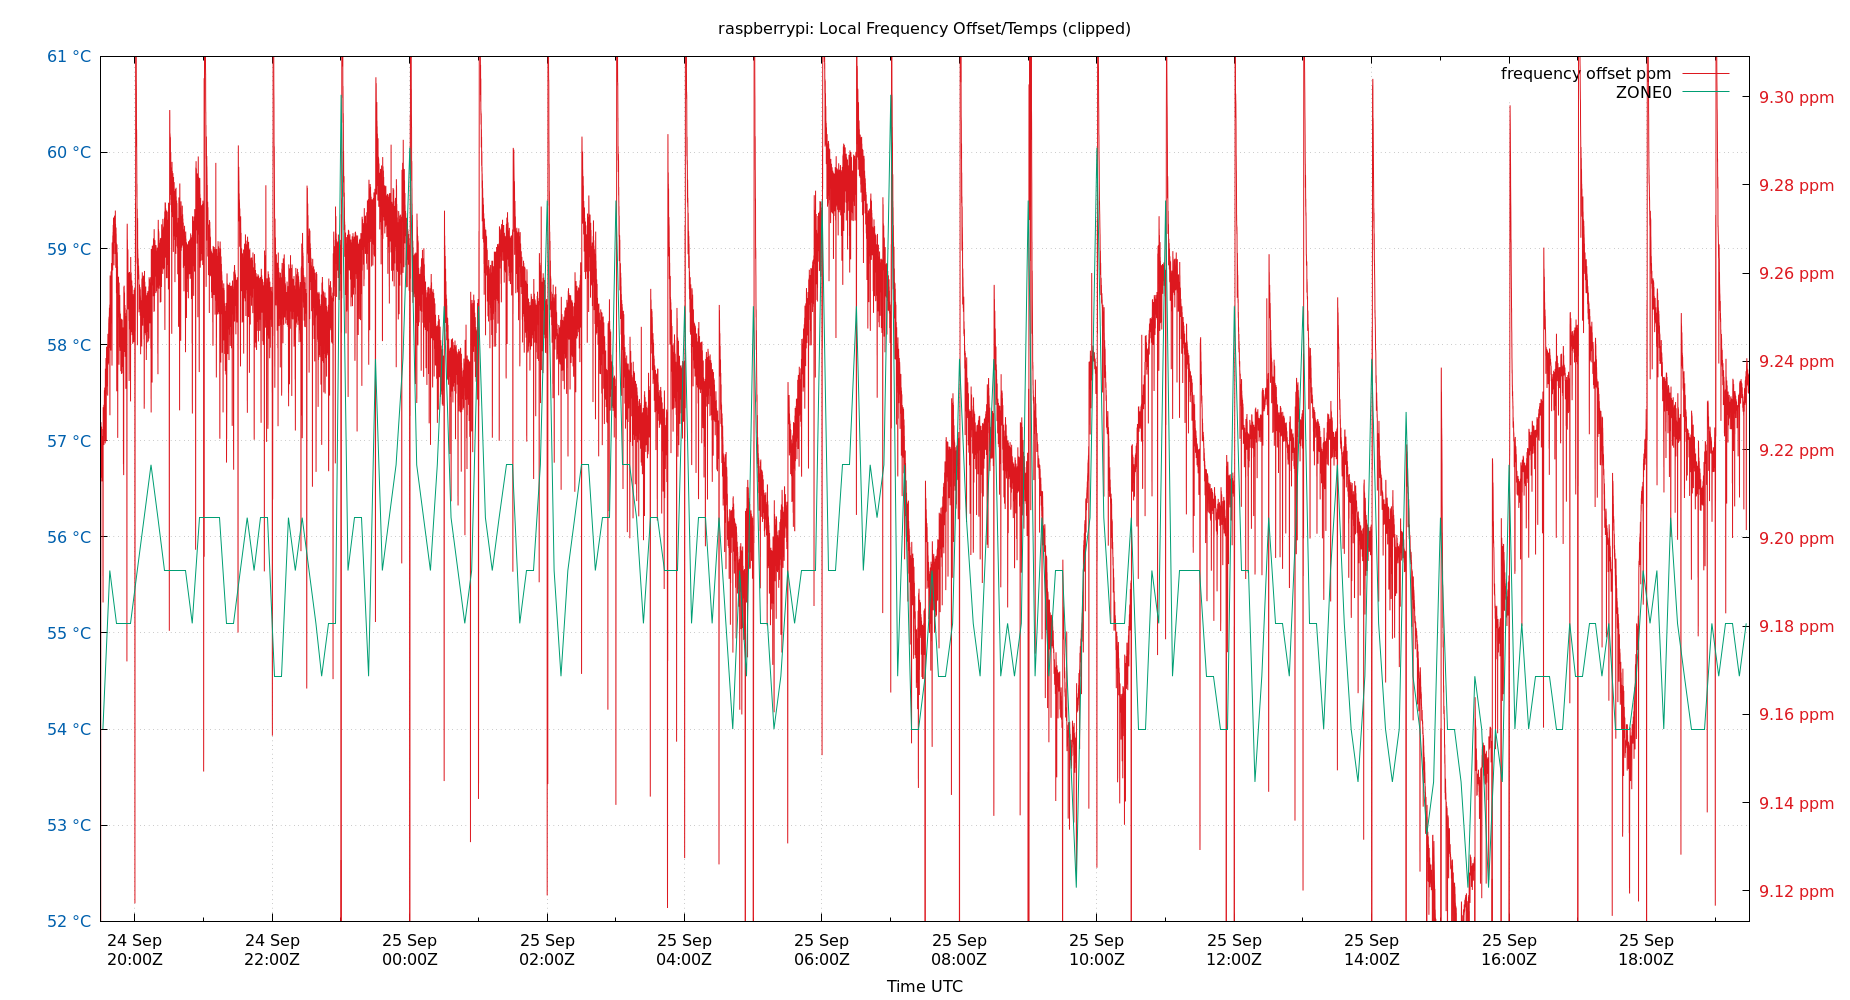 raspberrypi: Local Frequency Offset/Temps (clipped)
61 °C
60 °C
59 °C
58 °C
57 °C
56 °C
55 °C
54 °C
53 °C
52 °C
frequency offset ppm
ZONE0
9.30 ppm
9.28 ppm
9.26 ppm
9.24 ppm
9.22 ppm
9.20 ppm
9.18 ppm
9.16 ppm
9.14 ppm
9.12 ppm
24 Sep 24 Sep 25 Sep 25 Sep 25 Sep 25 Sep 25 Sep 25 Sep 25 Sep 25 Sep 25 Sep 25 Sep
20:00Z 22:00Z 00:00Z 02:00Z 04:00Z 06:00Z 08:00Z 10:00Z 12:00Z 14:00Z 16:00Z 18:00Z
Time UTC